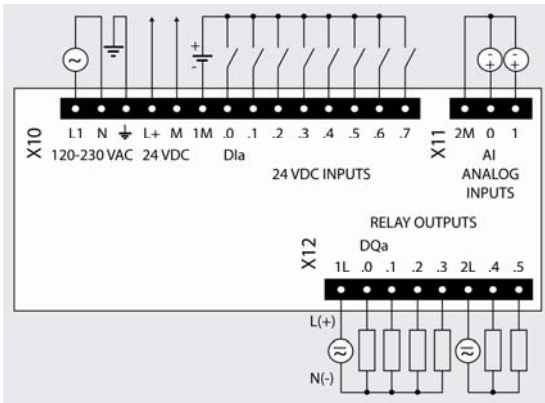 L1 N L+ M 1M .0 .1 .2 .3 .4 .5 .6 .7
X10
120-230 VAC 24 VDC DIa
24 VDC INPUTS
2M 0 1
X11
AI
ANALOG
INPUTS
RELAY OUTPUTS
X12
DQa
1L .0 .1 .2 .3 2L .4 .5
L(+)
N(-)